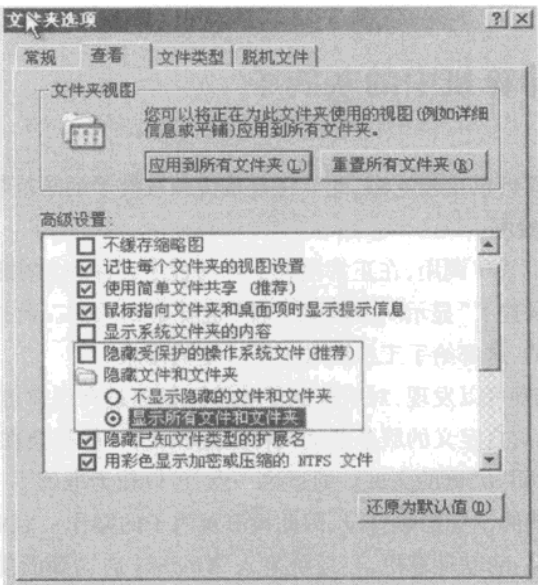 文件夹选项
常规 查看 文件类型 脱机文件
文件夹视图
您可以将正在为此文件夹使用的视图(例如详细
信息或平铺)应用到所有文件夹。
应用到所有文件夹(L) 重置所有文件夹(R)
高级设置:
不缓存缩略图
记住每个文件夹的视图设置
使用简单文件共享 (推荐)
鼠标指向文件夹和桌面项时显示提示信息
显示系统文件夹的内容
隐藏受保护的操作系统文件(推荐)
隐藏文件和文件夹
不显示隐藏的文件和文件夹
显示所有文件和文件夹
隐藏已知文件类型的扩展名
用彩色显示加密或压缩的 NTFS 文件
还原为默认值(D)